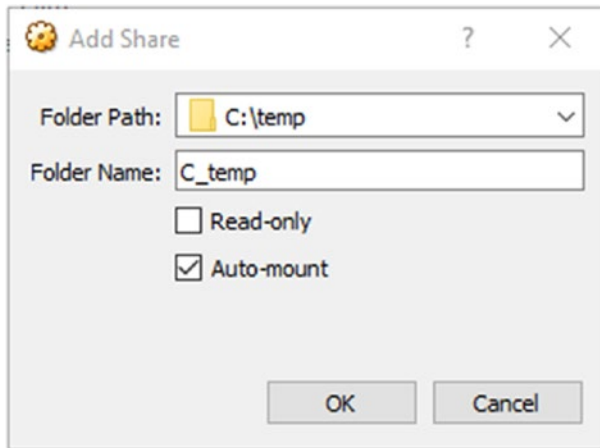 Add Share ?
Folder Path: C:\temp
Folder Name: C_temp
Read-only
Auto-mount
OK Cancel